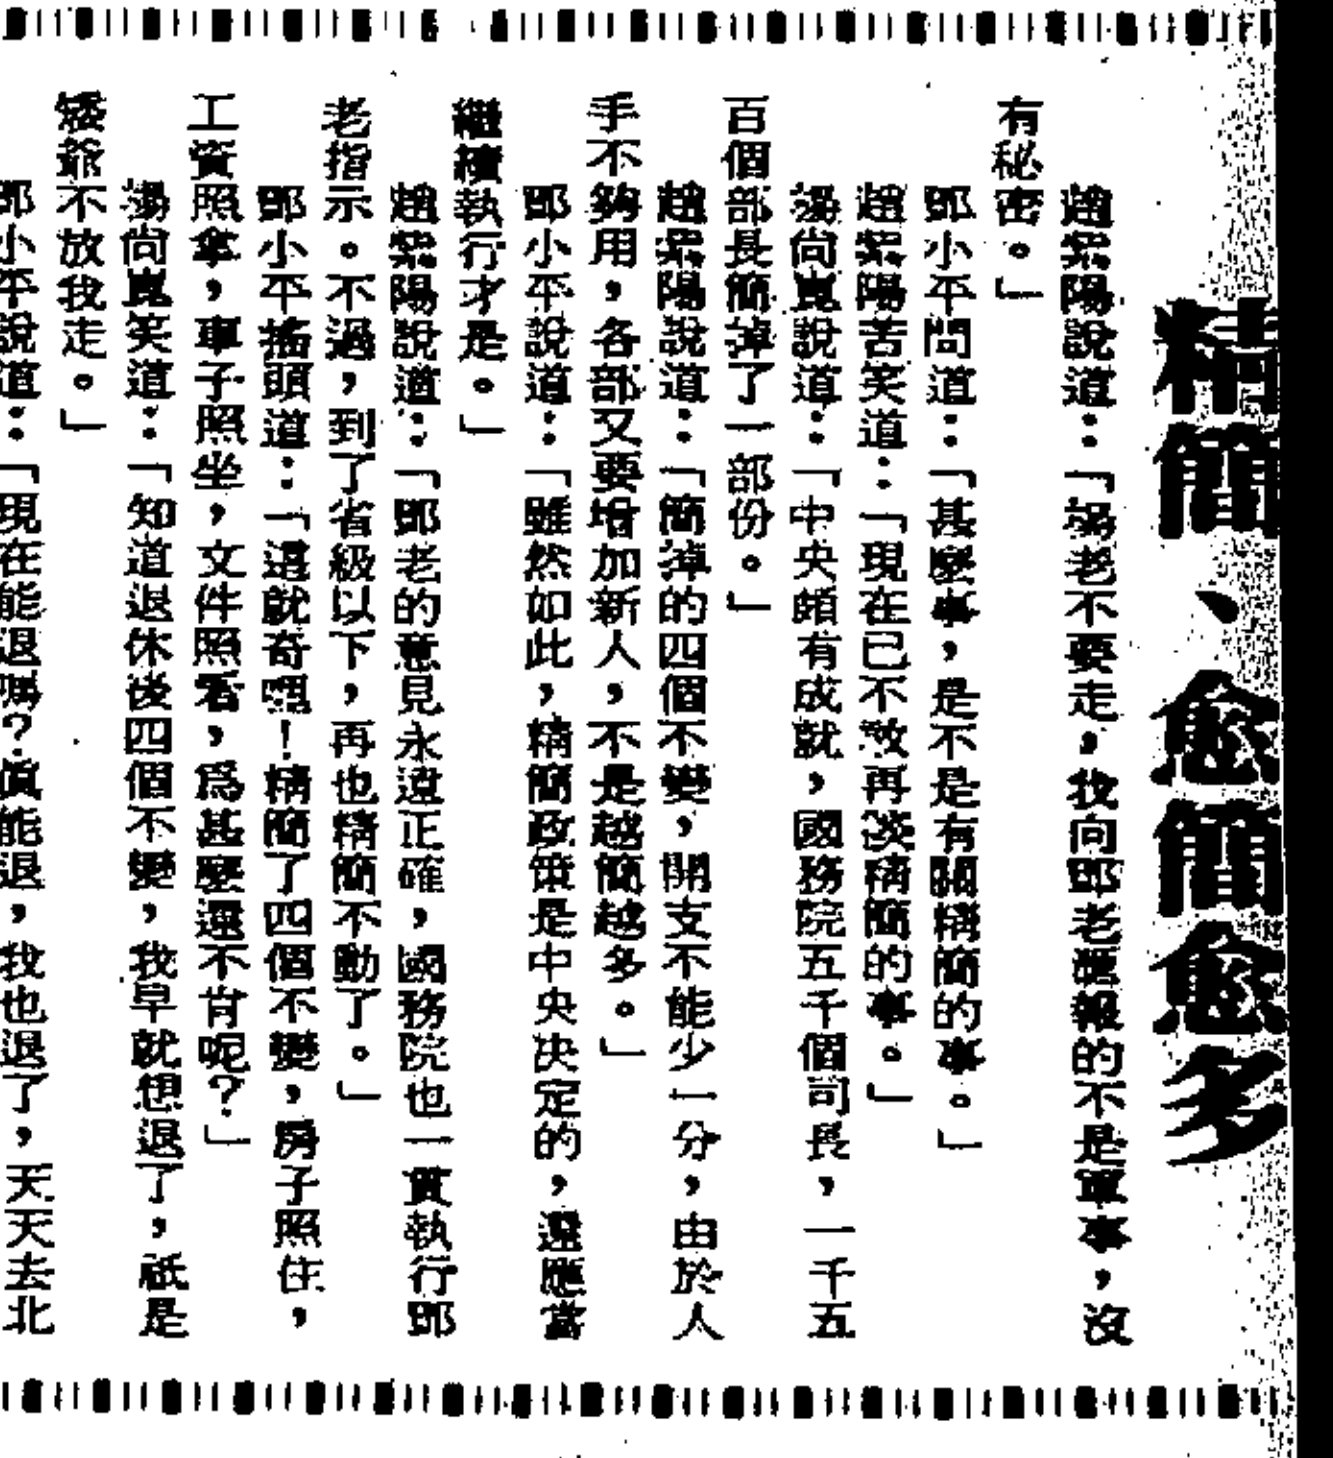 精簡、愈簡愈多
趙紫陽說道：「楊老不要走，我向鄧老滙報的不是軍事，沒
有秘密。」
鄧小平問道：「甚麼事，是不是有關精簡的事。」
趙紫陽苦笑道：「現在已不敢再談精簡的事。」
楊尙崑說道：「中央頗有成就，國務院五千個司長，一千五
百個部長簡掉了一部份。」
趙紫陽說道：「簡掉的四個不變，開支不能少一分，由於人
手不夠用，各部又要增加新人，不是越簡越多。」
鄧小平說道：「雖然如此，精簡政策是中央決定的，還應當
繼續執行才是。」
趙紫陽說道：「鄧老的意見永遠正確，國務院也一貫執行鄧
老指示。不過，到了省級以下，再也精簡不動了。」
鄧小平搖頭道：「這就奇哩！精簡了四個不變，房子照住，
工資照拿，車子照坐，文件照看，爲甚麼還不肯呢？」
楊尙崑笑道：「知道退休後四個不變，我早就想退了，祇是
矮爺不放我走。」
鄧小平說道：「現在能退嗎？眞能退，我也退了，天天去北